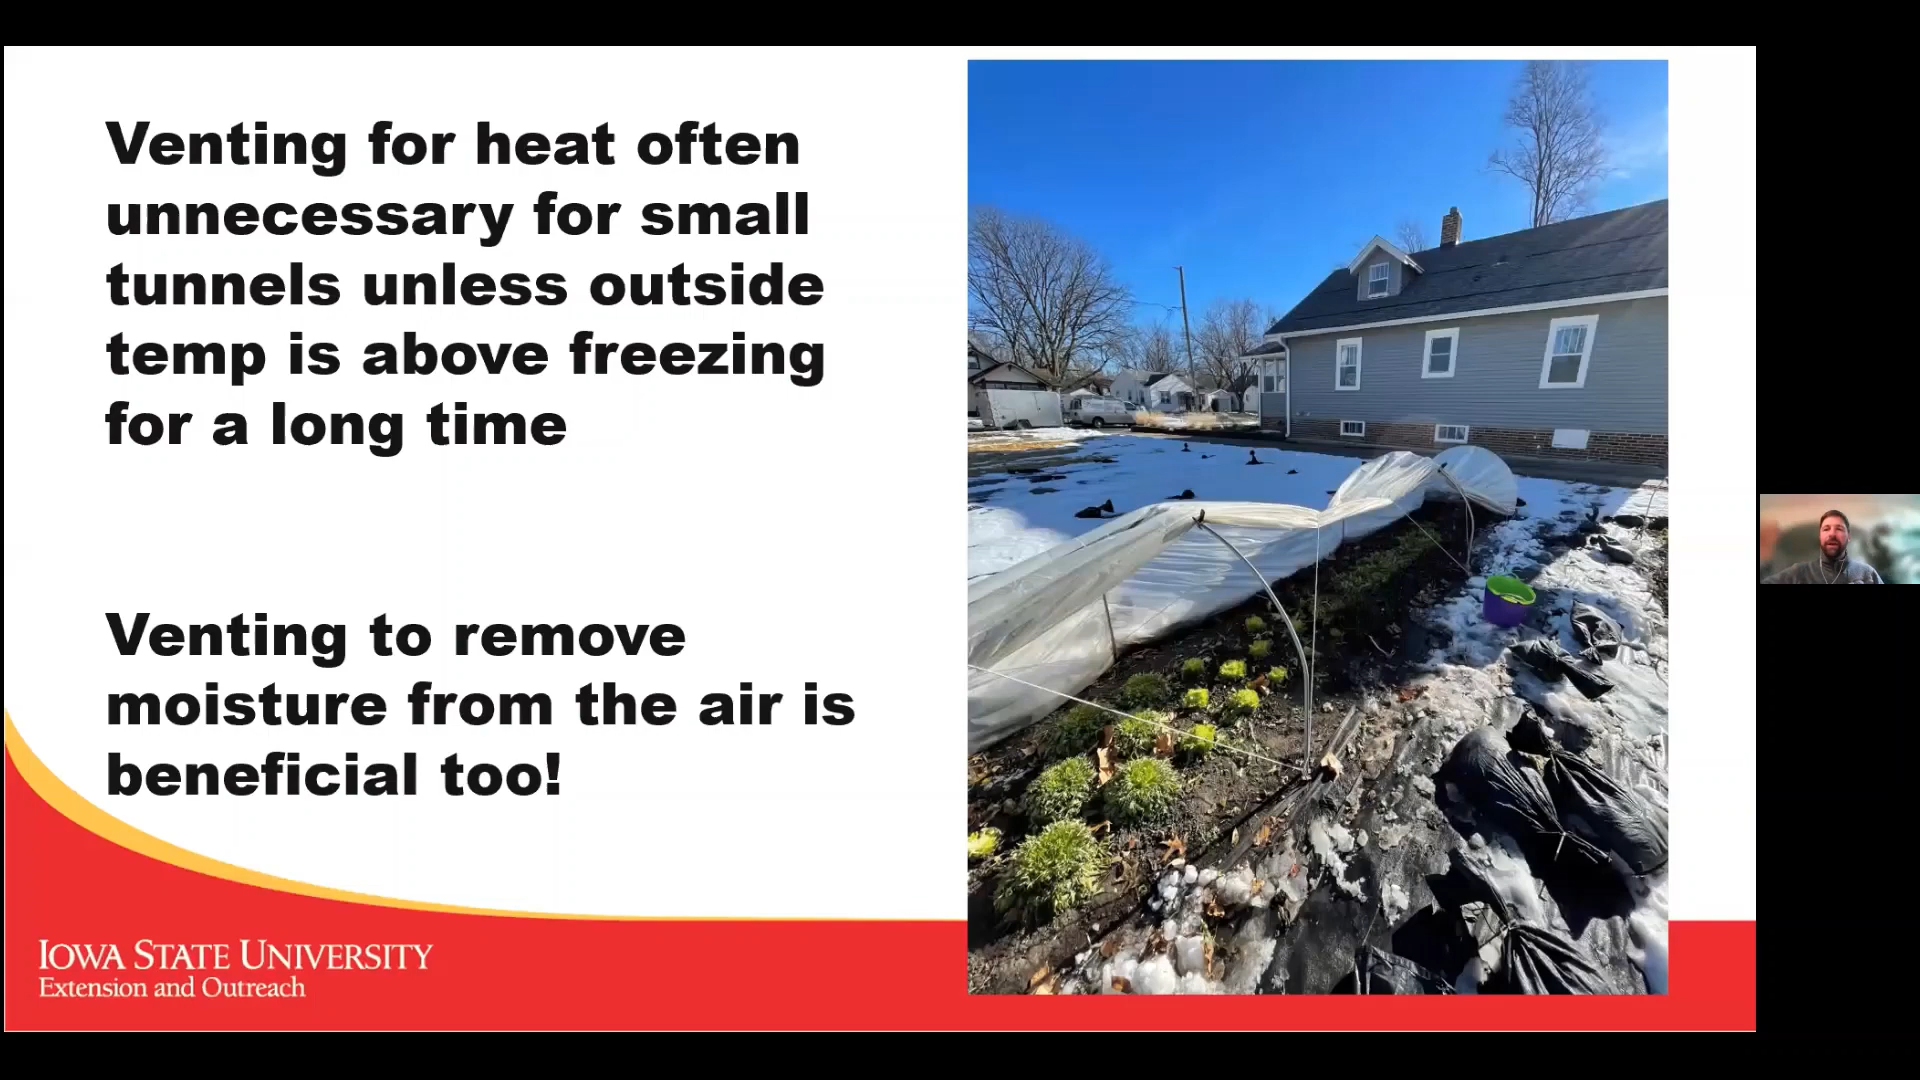 Venting for heat often
unnecessary for small
tunnels unless outside
temp is above freezing
for a long time
Venting to remove
moisture from the air is
beneficial too!
IOWA STATE UNIVERSITY
Extension and Outreach